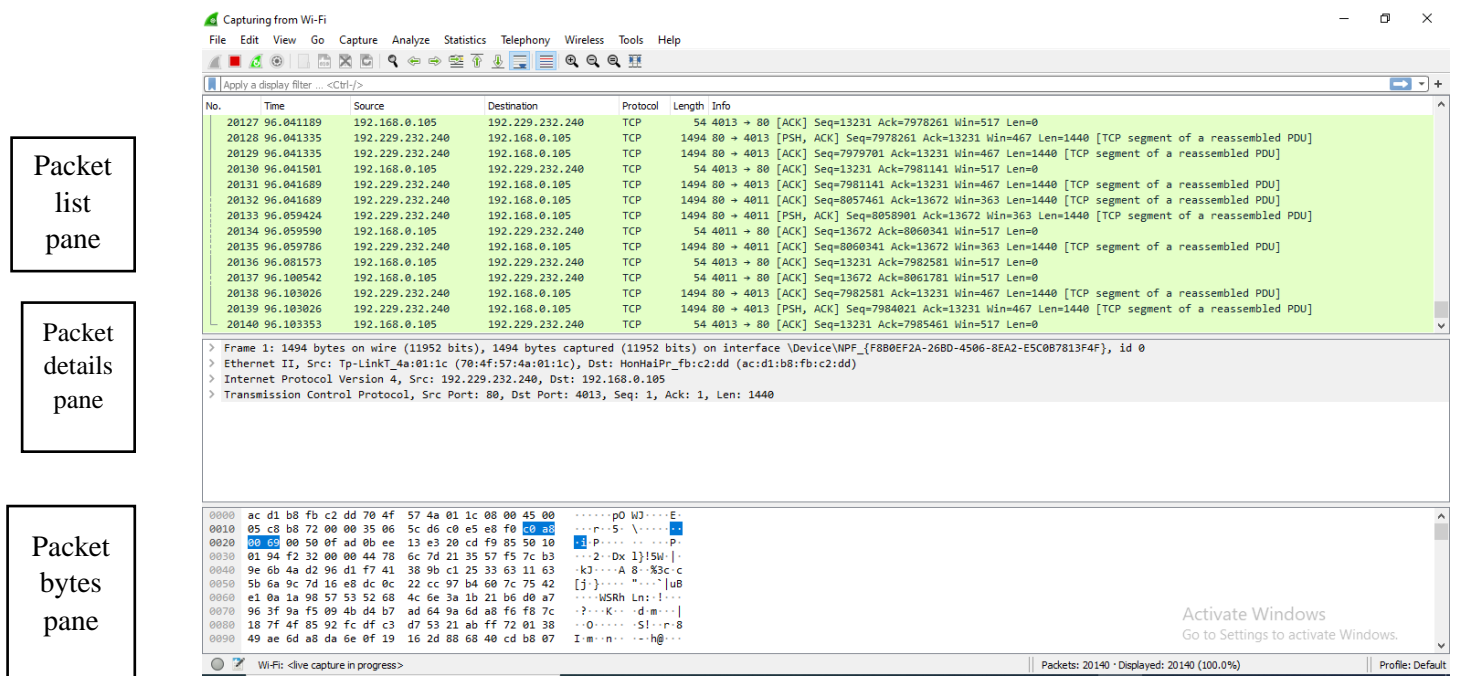 Capturing from Wi-Fi
File Edit View Go Capture Analyze Statistics Telephony Wireless Tools Help
Apply a display filter ... <Ctrl-/>
No. Time Source Destination Protocol Length Info
20127 96.041189 192.168.0.105 192.229.232.240 TCP 54 4013 → 80 [ACK] Seq=13231 Ack=7978261 Win=517 Len=0
20128 96.041335 192.229.232.240 192.168.0.105 TCP 1494 80 → 4013 [PSH, ACK] Seq=7978261 Ack=13231 Win=467 Len=1440 [TCP segment of a reassembled PDU]
20129 96.041335 192.229.232.240 192.168.0.105 TCP 1494 80 → 4013 [ACK] Seq=7979701 Ack=13231 Win=467 Len=1440 [TCP segment of a reassembled PDU]
20130 96.041501 192.168.0.105 192.229.232.240 TCP 54 4013 → 80 [ACK] Seq=13231 Ack=7981141 Win=517 Len=0
20131 96.041689 192.229.232.240 192.168.0.105 TCP 1494 80 → 4013 [ACK] Seq=7981141 Ack=13231 Win=467 Len=1440 [TCP segment of a reassembled PDU]
20132 96.041689 192.229.232.240 192.168.0.105 TCP 1494 80 → 4011 [ACK] Seq=8057461 Ack=13672 Win=363 Len=1440 [TCP segment of a reassembled PDU]
20133 96.059424 192.229.232.240 192.168.0.105 TCP 1494 80 → 4011 [PSH, ACK] Seq=8058901 Ack=13672 Win=363 Len=1440 [TCP segment of a reassembled PDU]
20134 96.059590 192.168.0.105 192.229.232.240 TCP 54 4011 → 80 [ACK] Seq=13672 Ack=8060341 Win=517 Len=0
20135 96.059786 192.229.232.240 192.168.0.105 TCP 1494 80 → 4011 [ACK] Seq=8060341 Ack=13672 Win=363 Len=1440 [TCP segment of a reassembled PDU]
20136 96.081573 192.168.0.105 192.229.232.240 TCP 54 4013 → 80 [ACK] Seq=13231 Ack=7982581 Win=517 Len=0
20137 96.100542 192.168.0.105 192.229.232.240 TCP 54 4011 → 80 [ACK] Seq=13672 Ack=8061781 Win=517 Len=0
20138 96.103026 192.229.232.240 192.168.0.105 TCP 1494 80 → 4013 [ACK] Seq=7982581 Ack=13231 Win=467 Len=1440 [TCP segment of a reassembled PDU]
20139 96.103026 192.229.232.240 192.168.0.105 TCP 1494 80 → 4013 [PSH, ACK] Seq=7984021 Ack=13231 Win=467 Len=1440 [TCP segment of a reassembled PDU]
20140 96.103353 192.168.0.105 192.229.232.240 TCP 54 4013 → 80 [ACK] Seq=13231 Ack=7985461 Win=517 Len=0
Packet
list
pane
> Frame 1: 1494 bytes on wire (11952 bits), 1494 bytes captured (11952 bits) on interface \Device\NPF_{F8B0EF2A-26BD-4506-8EA2-E5C0B7813F4F}, id 0
> Ethernet II, Src: Tp-LinkT_4a:01:1c (70:4f:57:4a:01:1c), Dst: HonHaiPr_fb:c2:dd (ac:d1:b8:fb:c2:dd)
> Internet Protocol Version 4, Src: 192.229.232.240, Dst: 192.168.0.105
> Transmission Control Protocol, Src Port: 80, Dst Port: 4013, Seq: 1, Ack: 1, Len: 1440
Packet
details
pane
0000 ac d1 b8 fb c2 dd 70 4f 57 4a 01 1c 08 00 45 00 ······pO WJ····E·
0010 05 c8 b8 72 00 00 35 06 5c d6 c0 e5 e8 f0 c0 a8 ···r··5· \·······
0020 00 69 00 50 0f ad 0b ee 13 e3 20 cd f9 85 50 10 ·i·P···· ·· ···P·
0030 01 94 f2 32 00 00 44 78 6c 7d 21 35 57 f5 7c b3 ···2··Dx l}!5W·|·
0040 9e 6b 4a d2 96 d1 f7 41 38 9b c1 25 33 63 11 63 ·kJ····A 8··%3c·c
0050 5b 6a 9c 7d 16 e8 dc 0c 22 cc 97 b4 60 7c 75 42 [j·}···· "···`|uB
0060 e1 0a 1a 98 57 53 52 68 4c 6e 3a 1b 21 b6 d0 a7 ····WSRh Ln:·!···
0070 96 3f 9a f5 09 4b d4 b7 ad 64 9a 6d a8 f6 f8 7c ·?···K·· ·d·m···|
0080 18 7f 4f 85 92 fc df c3 d7 53 21 ab ff 72 01 38 ··O····· ·S!··r·8
0090 49 ae 6d a8 da 6e 0f 19 16 2d 88 68 40 cd b8 07 I·m··n·· ·-·h@···
Packet
bytes
pane
Activate Windows
Go to Settings to activate Windows.
Wi-Fi: <live capture in progress> Packets: 20140 · Displayed: 20140 (100.0%) Profile: Default